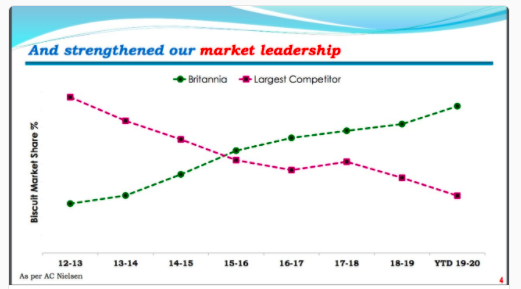 And strengthened our market leadership
Britannia Largest Competitor
Biscuit Market Share %
12-13 13-14 14-15 15-16 16-17 17-18 18-19 YTD 19-20
As per AC Nielsen
4